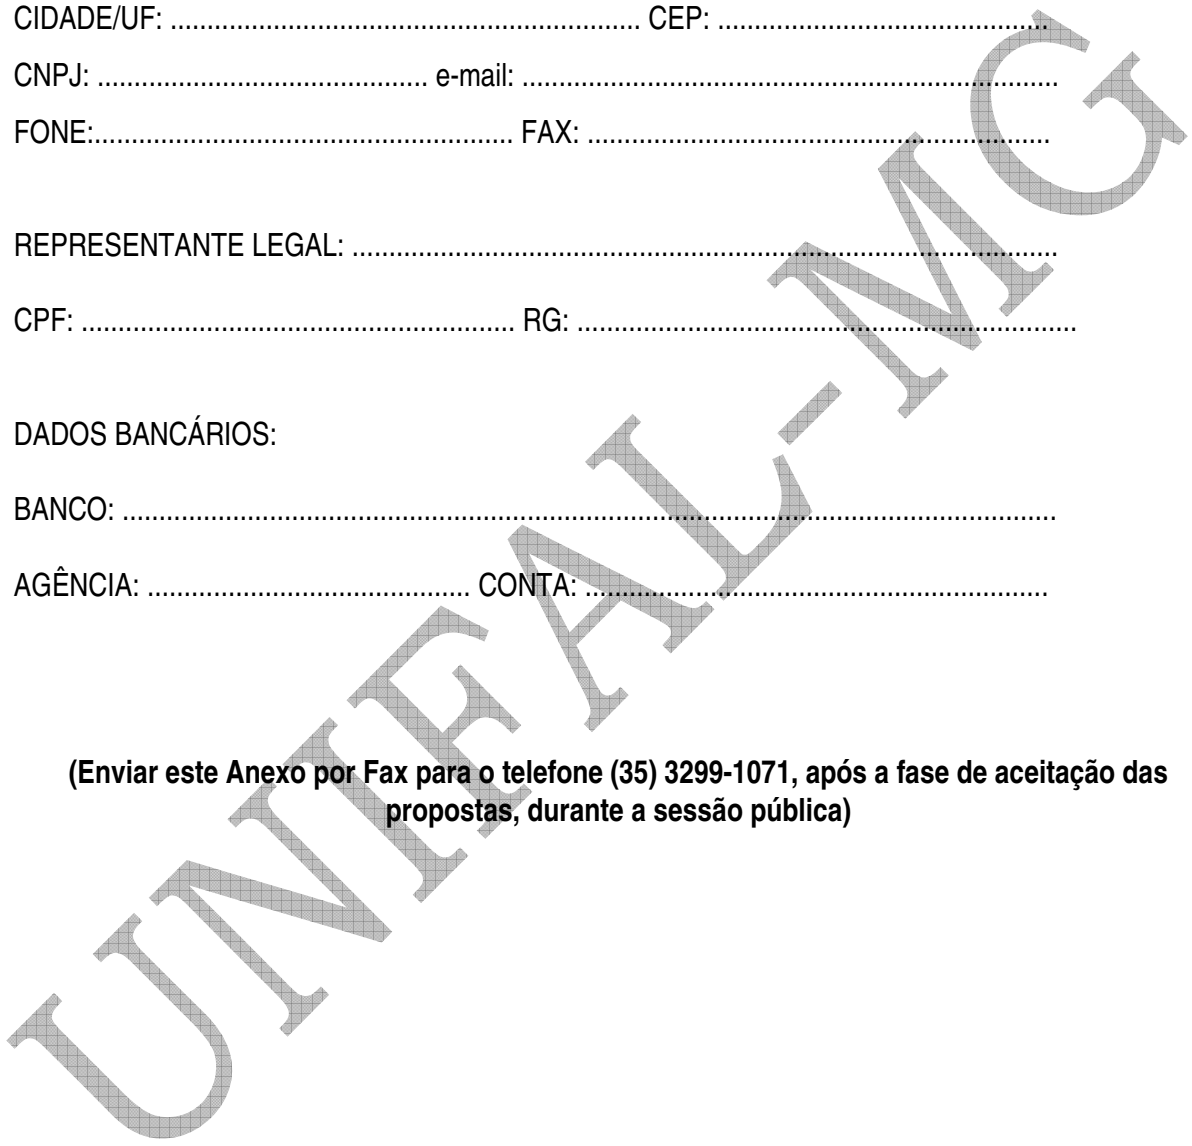 CIDADE/UF: ................................................................ CEP: .............................................
CNPJ: ............................................. e-mail: .........................................................................
FONE:......................................................... FAX: ...............................................................
REPRESENTANTE LEGAL: ................................................................................................
CPF: ........................................................... RG: ....................................................................
DADOS BANCÁRIOS:
BANCO: ...............................................................................................................................
AGÊNCIA: ............................................ CONTA: ...............................................................
(Enviar este Anexo por Fax para o telefone (35) 3299-1071, após a fase de aceitação das
propostas, durante a sessão pública)
UNIFAL-MG